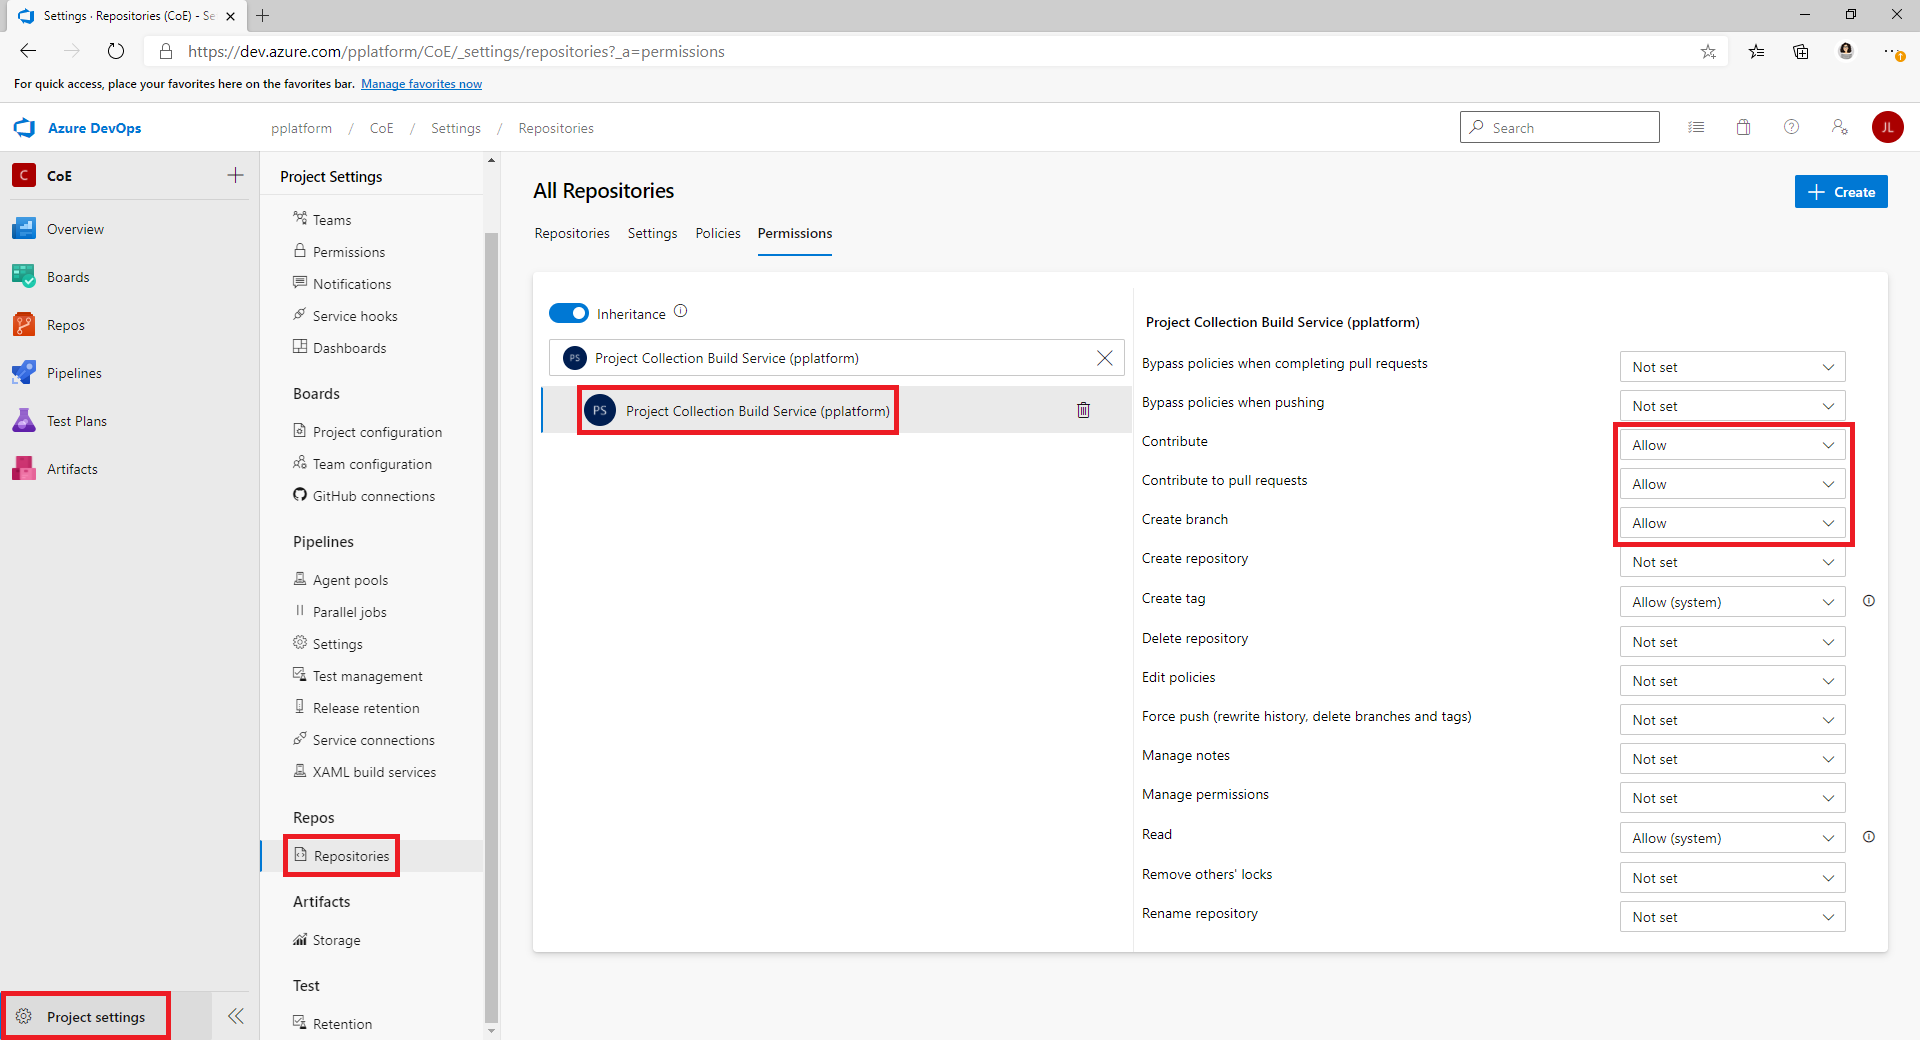 Settings · Repositories (CoE) - Se
https://dev.azure.com/pplatform/CoE/_settings/repositories?_a=permissions
For quick access, place your favorites here on the favorites bar. Manage favorites now
Azure DevOps
pplatform / CoE / Settings / Repositories
Search
JL
C CoE
Overview
Boards
Repos
Pipelines
Test Plans
Artifacts
Project settings
Project Settings
Teams
Permissions
Notifications
Service hooks
Dashboards
Boards
Project configuration
Team configuration
GitHub connections
Pipelines
Agent pools
Parallel jobs
Settings
Test management
Release retention
Service connections
XAML build services
Repos
Repositories
Artifacts
Storage
Test
Retention
All Repositories
Create
Repositories Settings Policies Permissions
Inheritance
PS Project Collection Build Service (pplatform)
PS Project Collection Build Service (pplatform)
Project Collection Build Service (pplatform)
Bypass policies when completing pull requests Not set
Bypass policies when pushing Not set
Contribute Allow
Contribute to pull requests Allow
Create branch Allow
Create repository Not set
Create tag Allow (system)
Delete repository Not set
Edit policies Not set
Force push (rewrite history, delete branches and tags) Not set
Manage notes Not set
Manage permissions Not set
Read Allow (system)
Remove others' locks Not set
Rename repository Not set